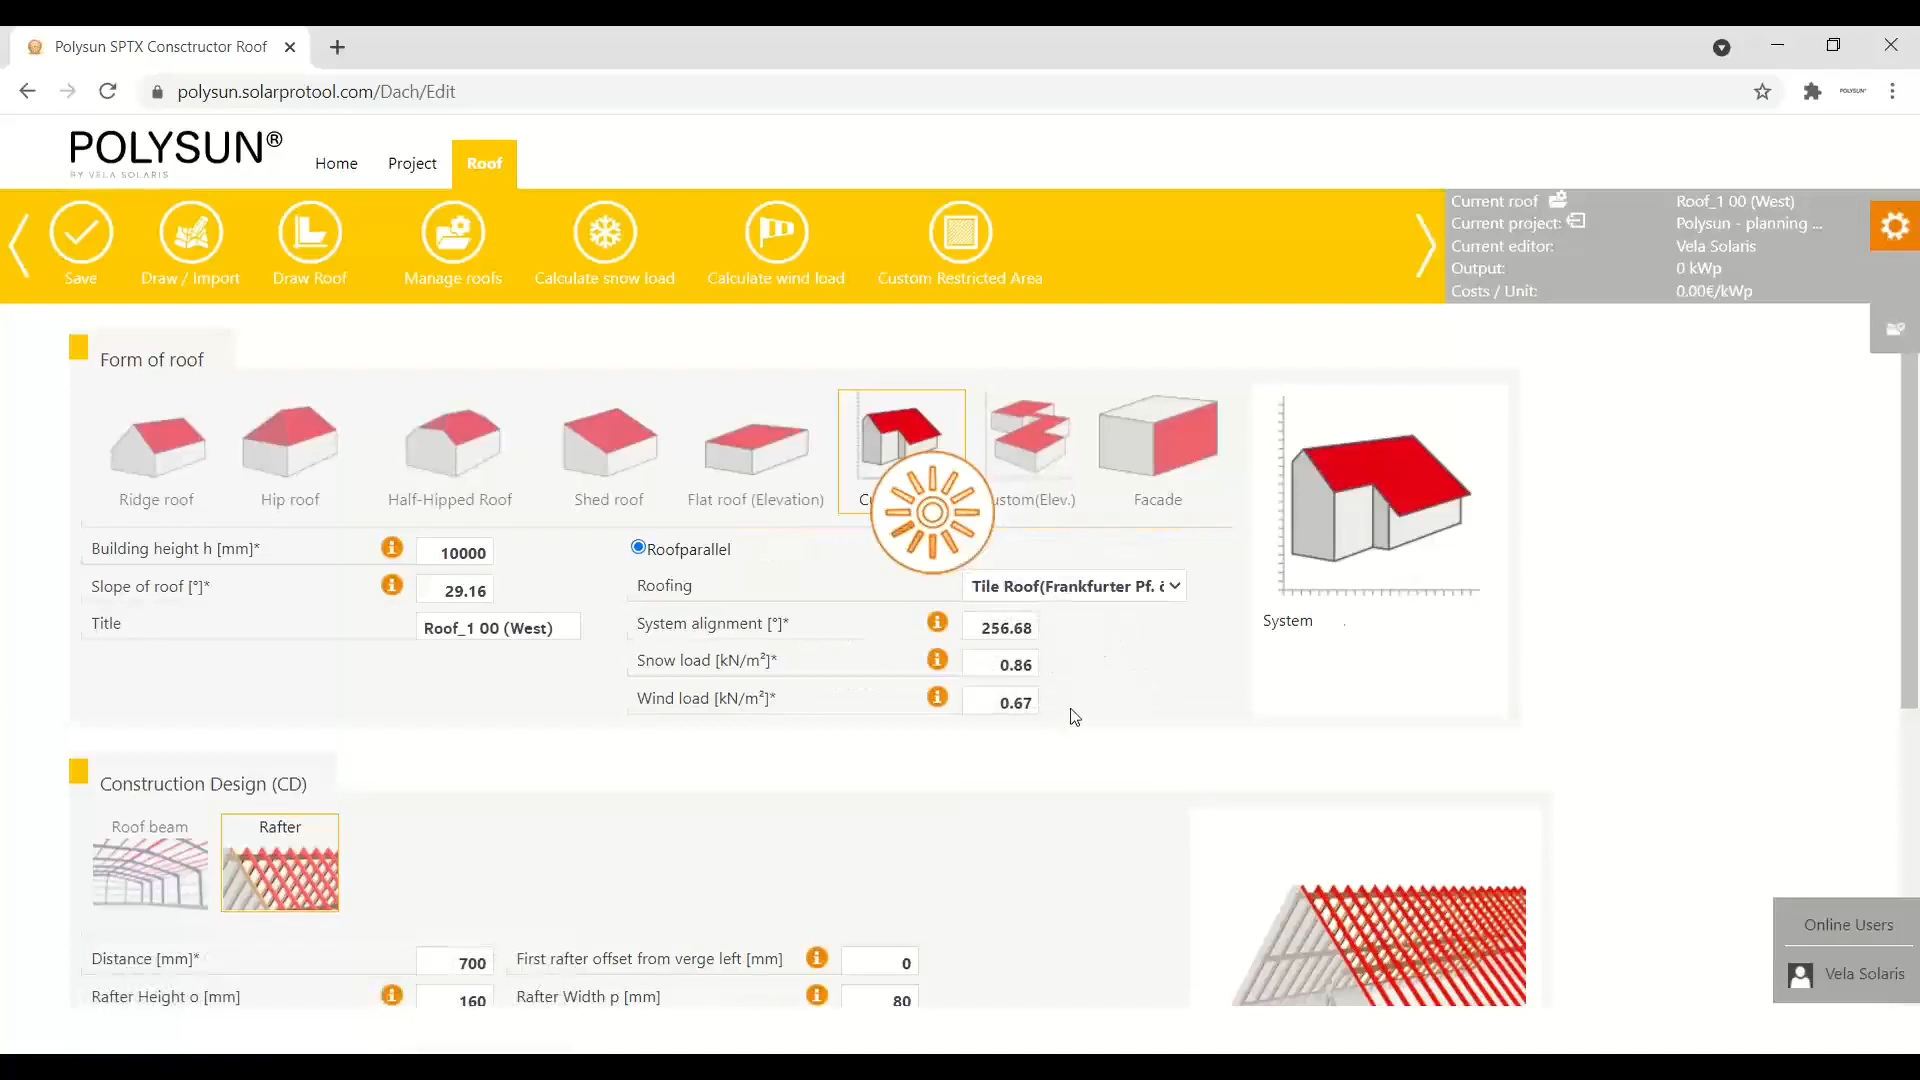 Polysun SPTX Consctructor Roof
polysun.solarprotool.com/Dach/Edit
POLYSUN®
POLYSUN®
BY VELA SOLARIS
Home
Project
Roof
Save
Draw / Import
Draw Roof
Manage roofs
Calculate snow load
Calculate wind load
Custom Restricted Area
Current roof
Roof_1 00 (West)
Current project:
Polysun - planning ...
Current editor:
Vela Solaris
Output:
0 kWp
Costs / Unit:
0.00€/kWp
Form of roof
Ridge roof
Hip roof
Half-Hipped Roof
Shed roof
Flat roof (Elevation)
ustom(Elev.)
Facade
Building height h [mm]*
10000
Slope of roof [°]*
29.16
Title
Roof_1 00 (West)
Roofparallel
Roofing
Tile Roof(Frankfurter Pf.
System alignment [°]*
256.68
Snow load [kN/m²]*
0.86
Wind load [kN/m²]*
0.67
System
Construction Design (CD)
Roof beam
Rafter
Distance [mm]*
700
First rafter offset from verge left [mm]
0
Rafter Height o [mm]
160
Rafter Width p [mm]
80
Online Users
Vela Solaris